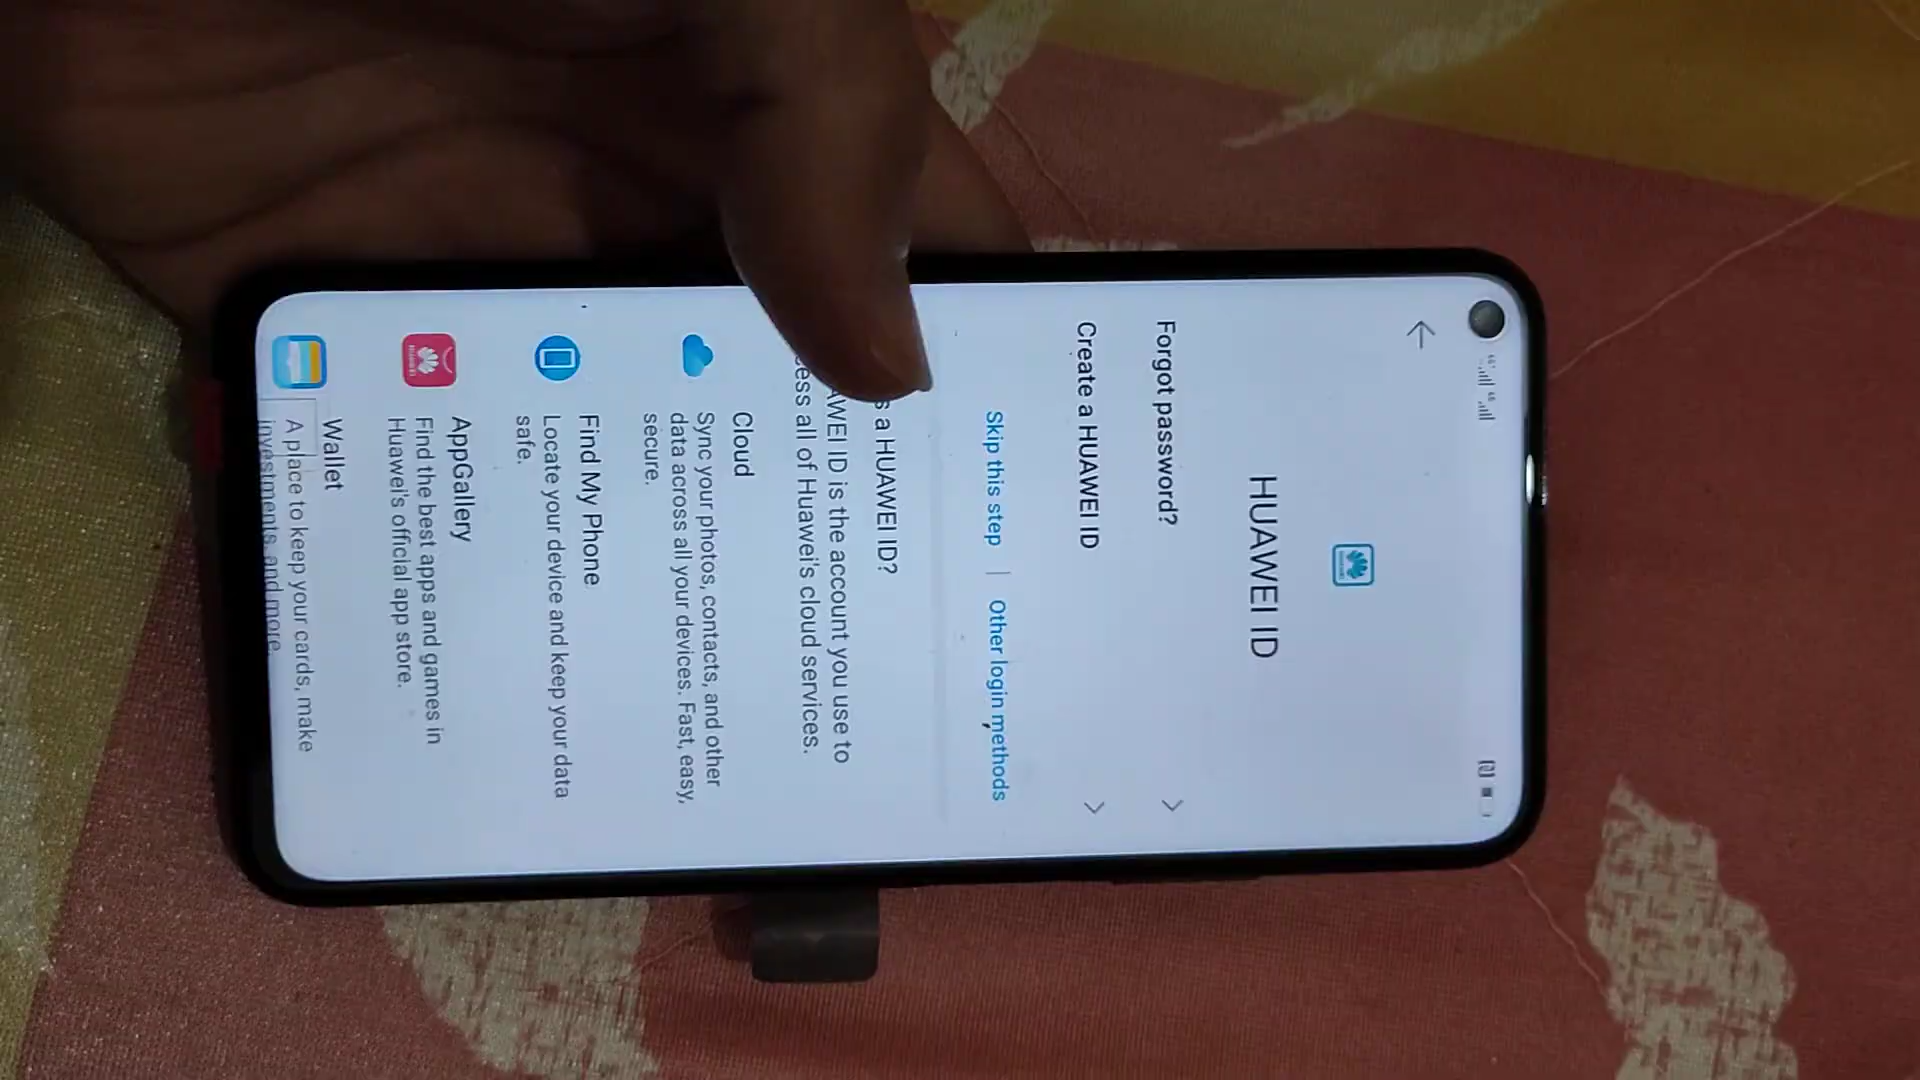 HUAWEI ID
Forgot password?
Create a HUAWEI ID
Skip this step | Other login methods
a HUAWEI ID?
ID is the account you use to
all of Huawei's cloud services.
Cloud
Sync your photos, contacts, and other
data across all your devices. Fast, easy,
secure.
Find My Phone
Locate your device and keep your data
safe.
AppGallery
Find the best apps and games in
Huawei's official app store.
Wallet
A place to keep your cards, make
investments, and more.